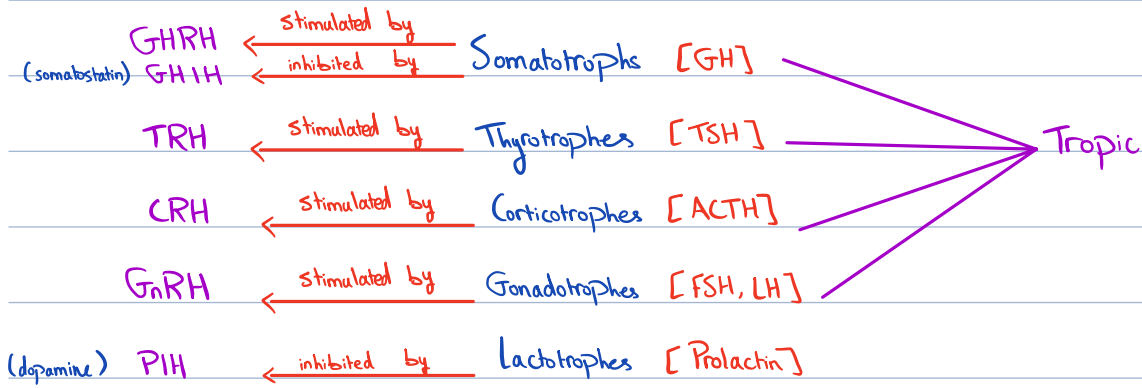 GHRH stimulated by Somatotrophs [GH]
(somatostatin) GHIH inhibited by
TRH stimulated by Thyrotrophes [TSH] Tropic
CRH stimulated by Corticotrophes [ACTH]
GnRH stimulated by Gonadotrophes [FSH, LH]
(dopamine) PIH inhibited by Lactotrophes [Prolactin]